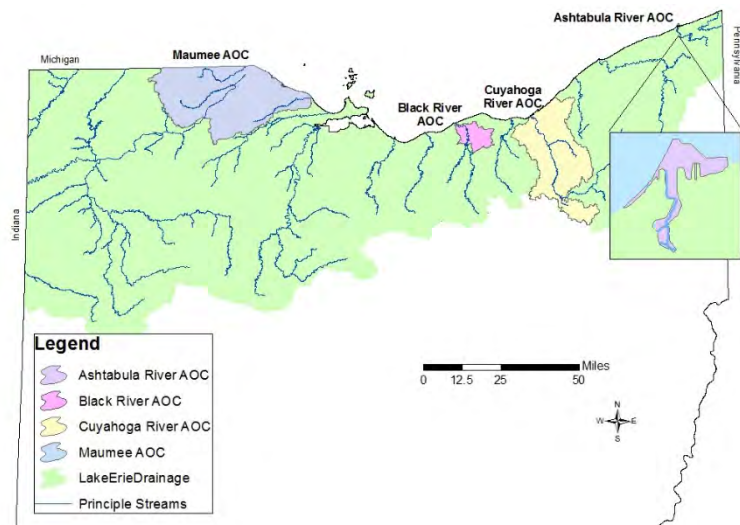 Ashtabula River AOC
Michigan
Maumee AOC
Pennsylvania
Cuyahoga
River AOC
Black River
AOC
Indiana
Legend
Ashtabula River AOC
Black River AOC
Cuyahoga River AOC
Maumee AOC
LakeErieDrainage
Principle Streams
Miles
0 12.5 25 50
N
W E
S